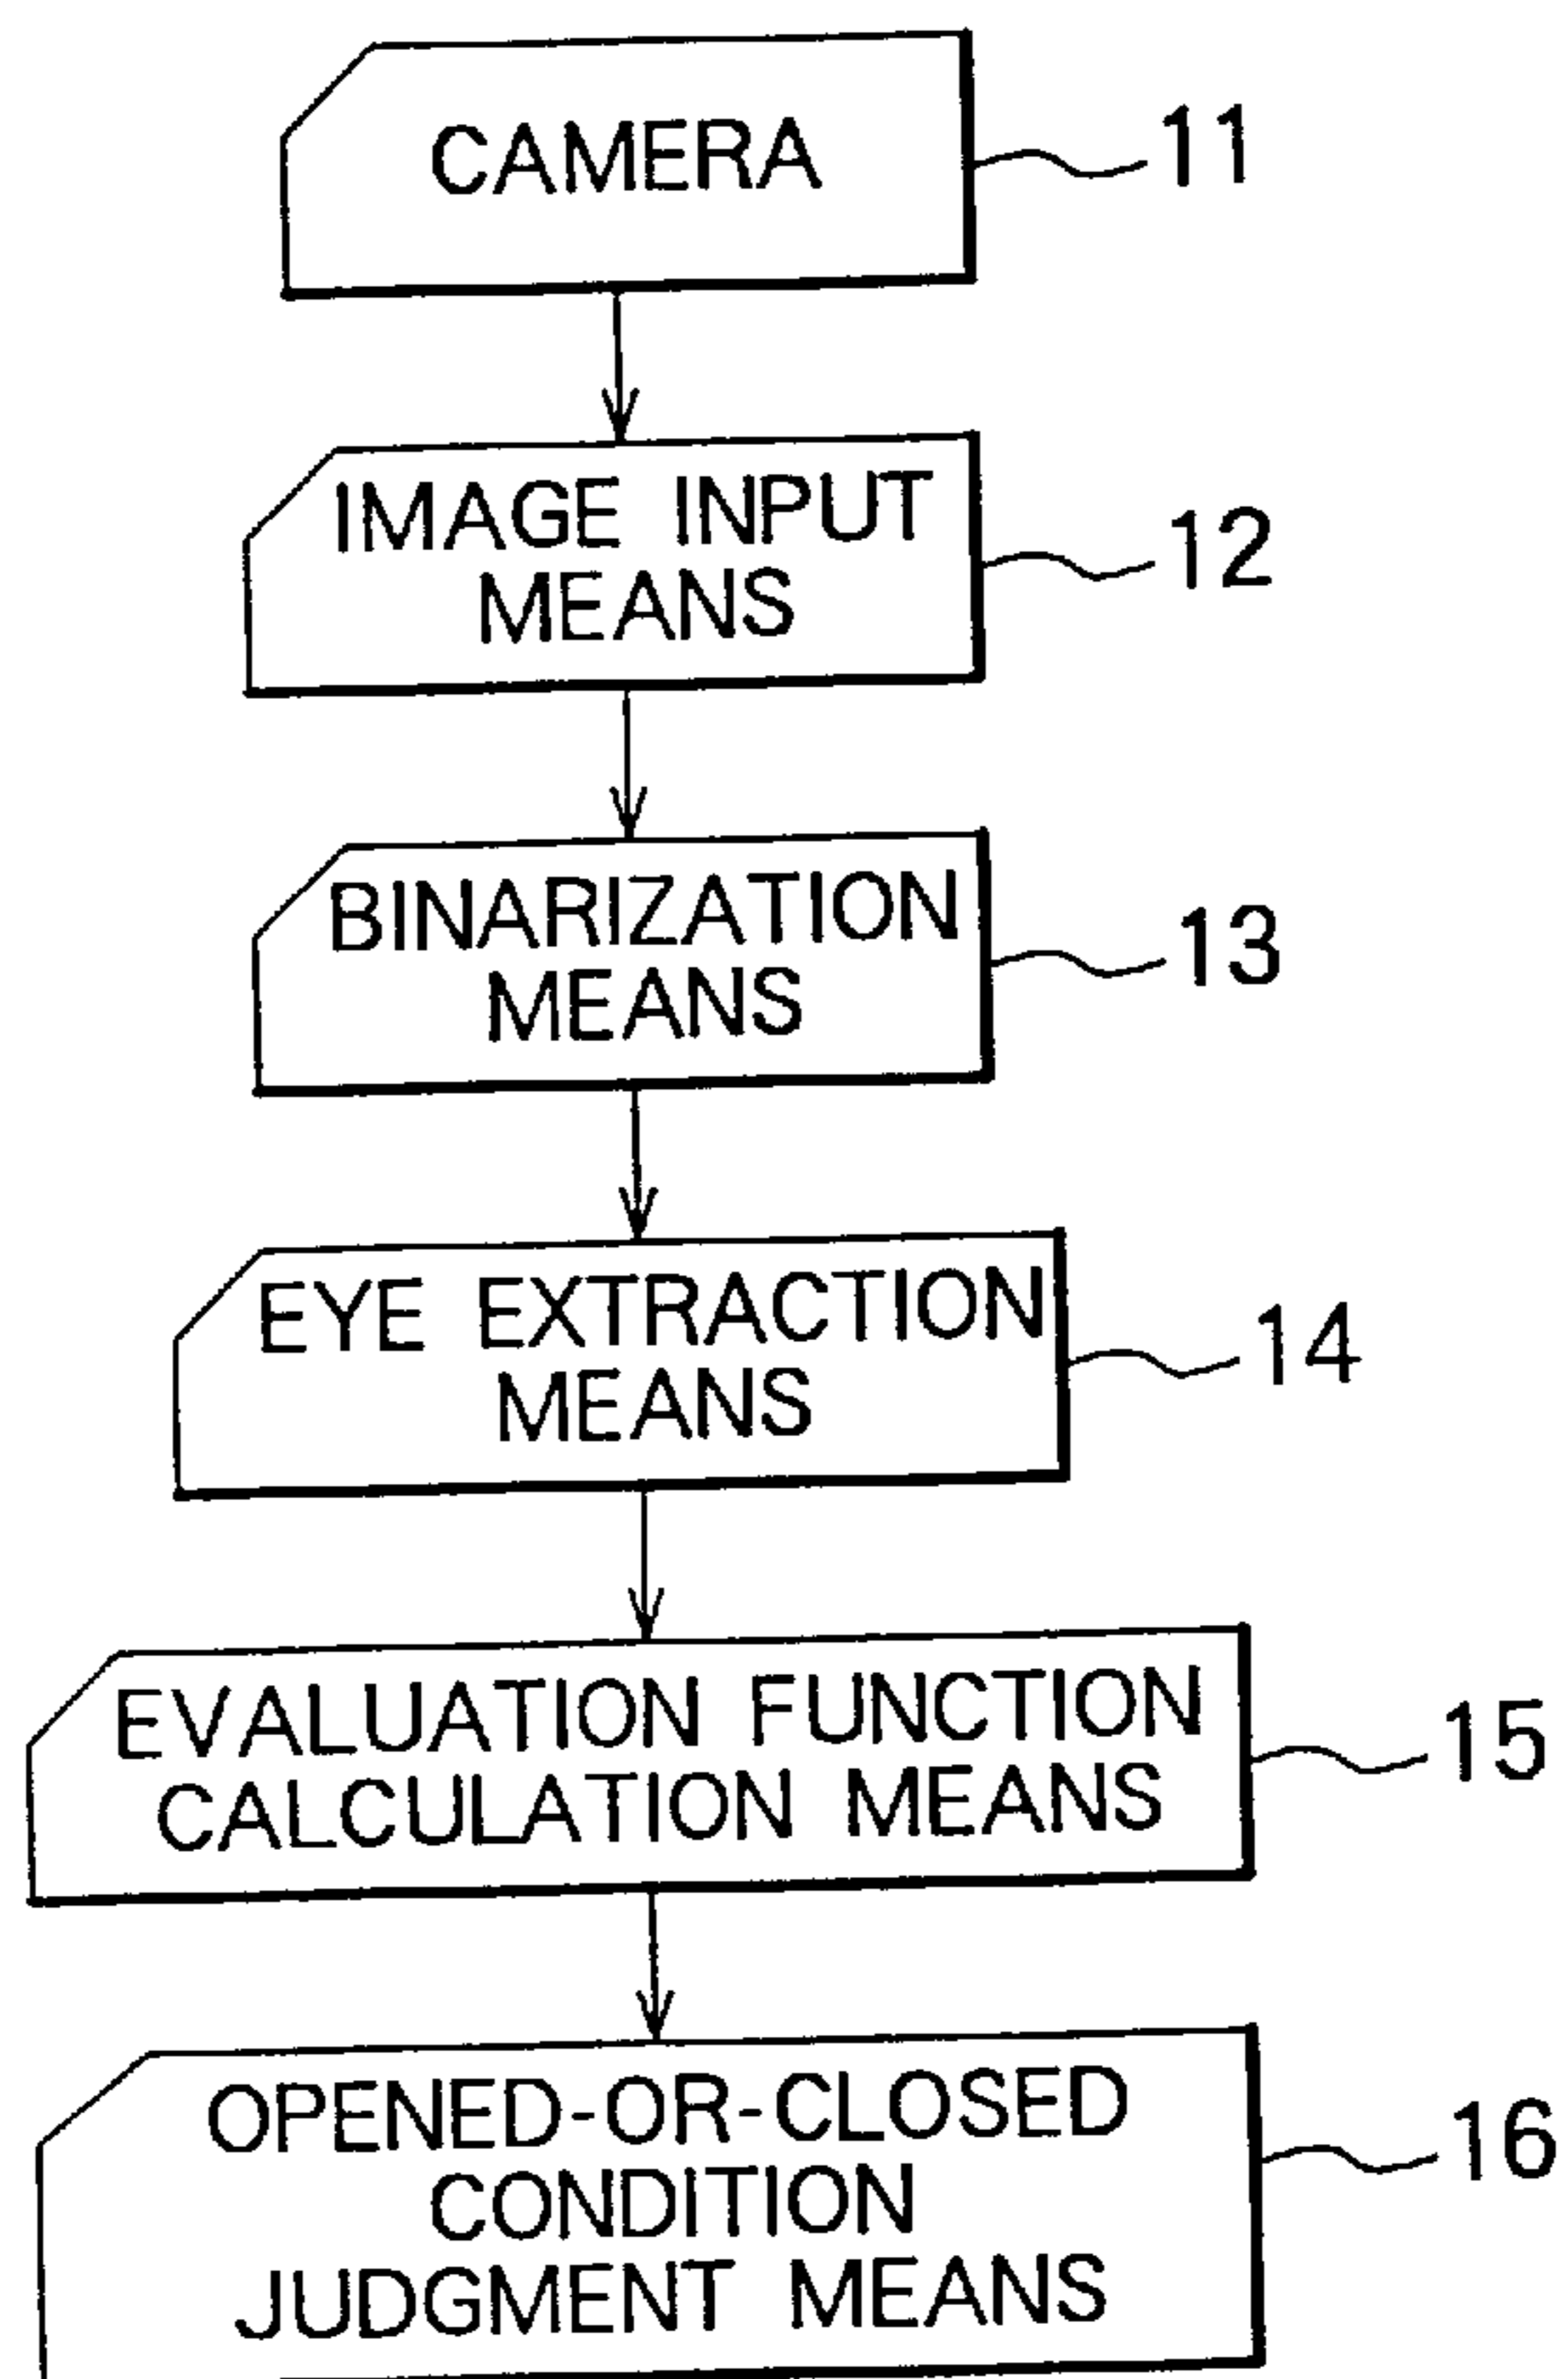 CAMERA
11
IMAGE INPUT
MEANS
12
BINARIZATION
MEANS
13
EYE EXTRACTION
MEANS
14
EVALUATION FUNCTION
CALCULATION MEANS
15
OPENED-OR-CLOSED
CONDITION
JUDGMENT MEANS
16